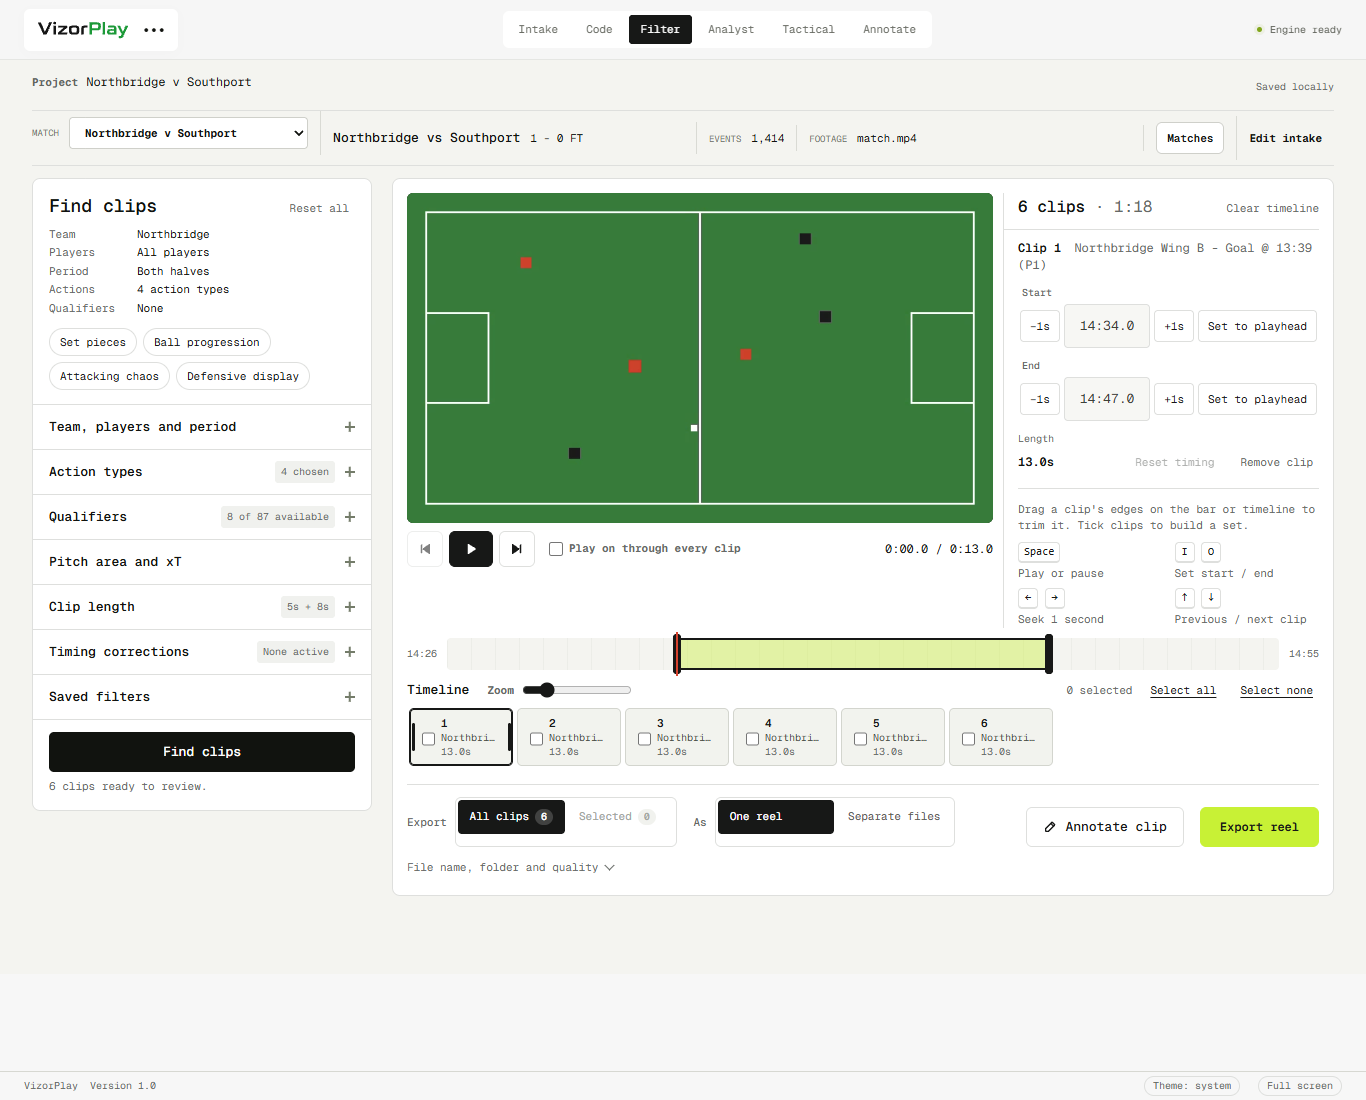 VizorPlay
Intake
Code
Filter
Analyst
Tactical
Annotate
Engine ready
Project Northbridge v Southport
Saved locally
MATCH
Northbridge v Southport
Northbridge vs Southport 1 - 0 FT
EVENTS 1,414
FOOTAGE match.mp4
Matches
Edit intake
Find clips
Reset all
Team Northbridge
Players All players
Period Both halves
Actions 4 action types
Qualifiers None
Set pieces
Ball progression
Attacking chaos
Defensive display
Team, players and period +
Action types 4 chosen +
Qualifiers 8 of 87 available +
Pitch area and xT +
Clip length 5s + 8s +
Timing corrections None active +
Saved filters +
Find clips
6 clips ready to review.
Play on through every clip
0:00.0 / 0:13.0
6 clips · 1:18
Clear timeline
Clip 1 Northbridge Wing B - Goal @ 13:39
(P1)
Start
-1s 14:34.0 +1s Set to playhead
End
-1s 14:47.0 +1s Set to playhead
Length
13.0s
Reset timing
Remove clip
Drag a clip's edges on the bar or timeline to
trim it. Tick clips to build a set.
Space
I O
Play or pause
Set start / end
← →
↑ ↓
Seek 1 second
Previous / next clip
14:26
14:55
Timeline
Zoom
0 selected
Select all
Select none
1
Northbri…
13.0s
2
Northbri…
13.0s
3
Northbri…
13.0s
4
Northbri…
13.0s
5
Northbri…
13.0s
6
Northbri…
13.0s
Export
All clips 6
Selected 0
As
One reel
Separate files
Annotate clip
Export reel
File name, folder and quality
VizorPlay Version 1.0
Theme: system
Full screen